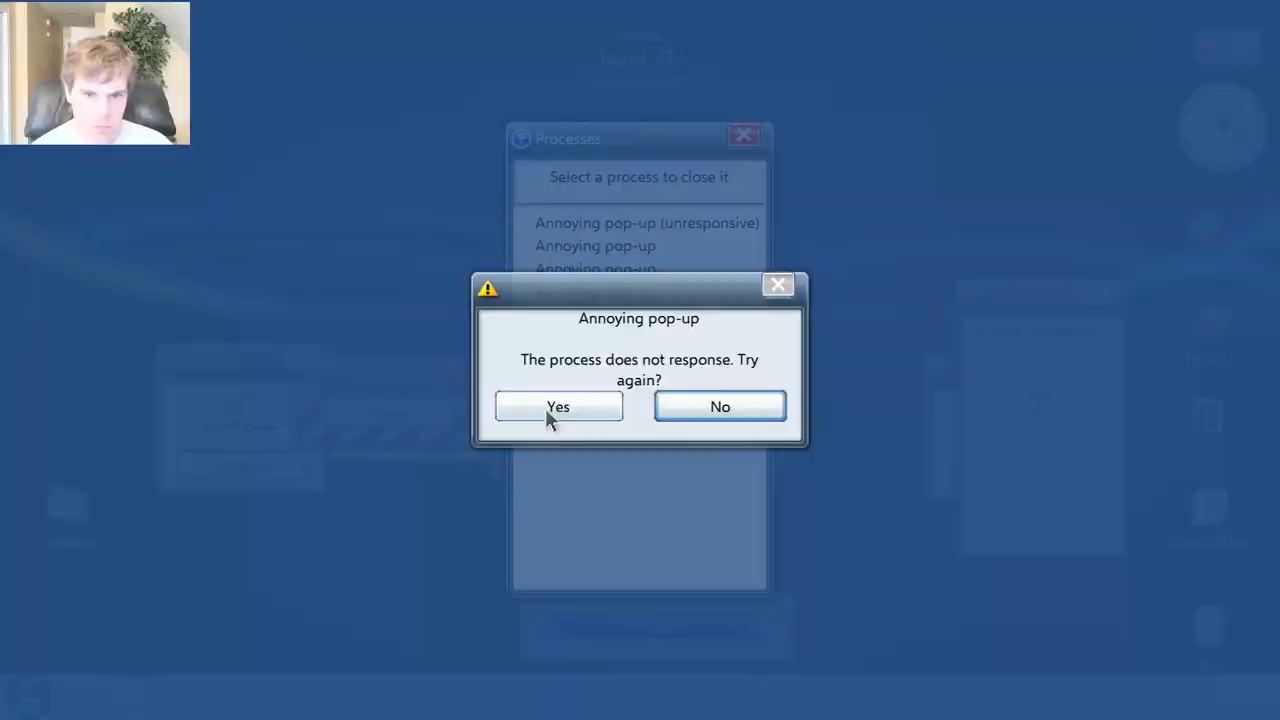 Processes
Select a process to close it
Annoying pop-up (unresponsive)
Annoying pop-up
Annoying pop-up
Annoying pop-up
The process does not response. Try
again?
Yes
No